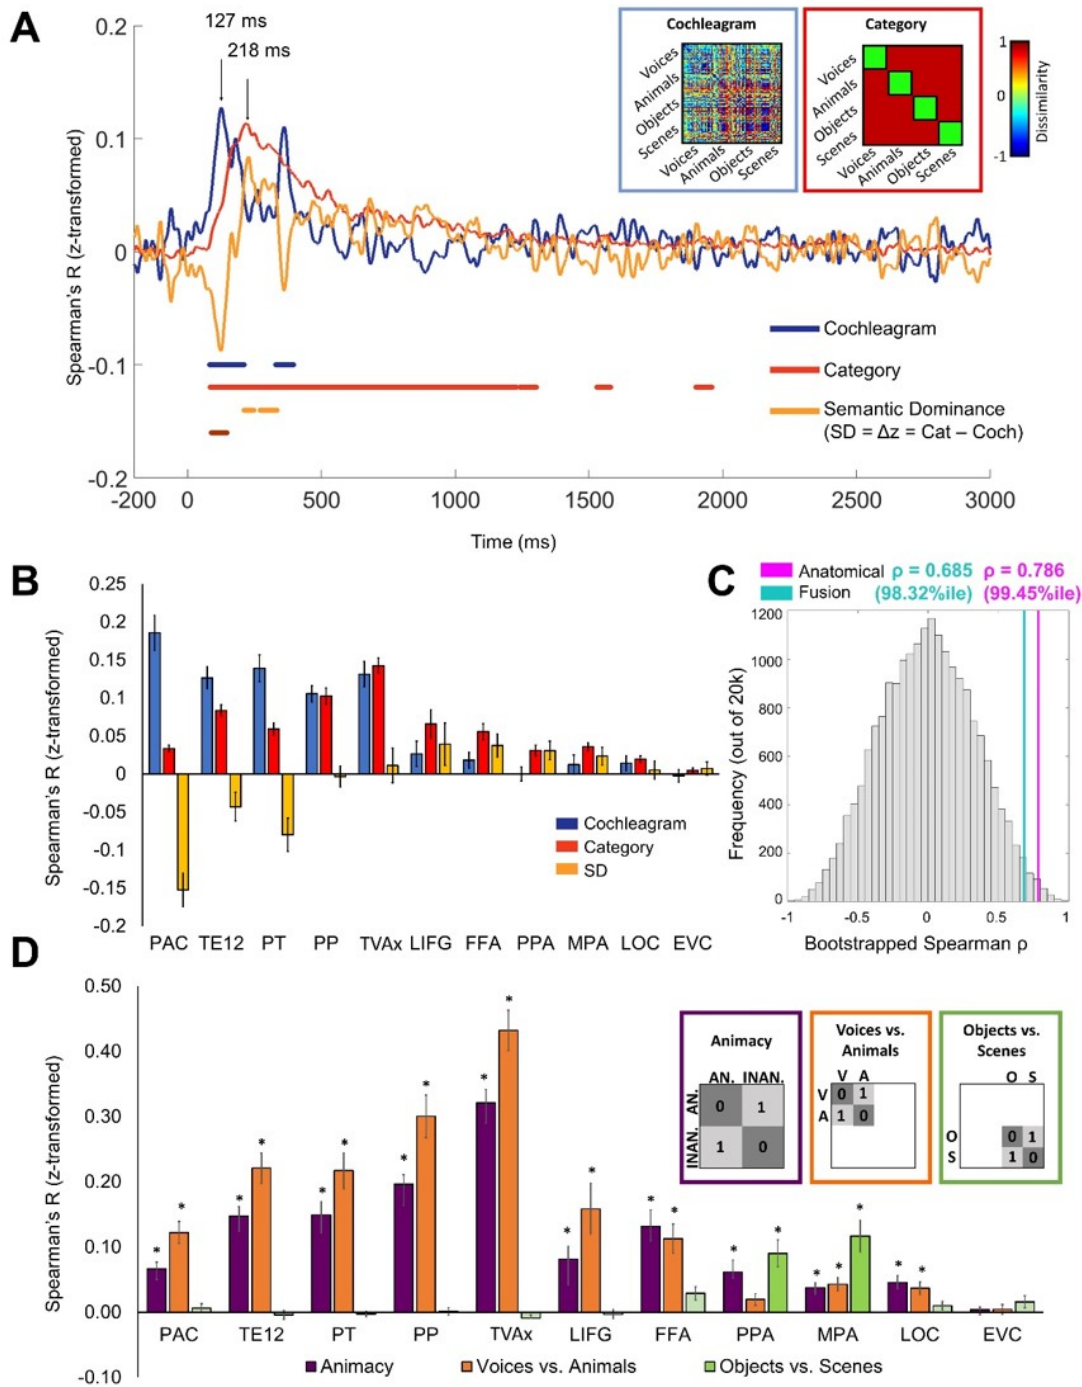 A
127 ms
218 ms
0.2
0.1
0
-0.1
-0.2
Spearman's R (z-transformed)
-200 0 500 1000 1500 2000 2500 3000
Time (ms)
Cochleagram
Voices
Animals
Objects
Scenes
Voices
Animals
Objects
Scenes
Category
Voices
Animals
Objects
Scenes
Voices
Animals
Objects
Scenes
1
0
-1
Dissimilarity
Cochleagram
Category
Semantic Dominance
(SD = Δz = Cat – Coch)
B
0.25
0.2
0.15
0.1
0.05
0
-0.05
-0.1
-0.15
-0.2
Spearman's R (z-transformed)
Cochleagram
Category
SD
PAC TE12 PT PP TVAx LIFG FFA PPA MPA LOC EVC
C
Anatomical ρ = 0.685 ρ = 0.786
Fusion (98.32%ile) (99.45%ile)
1200
1000
800
600
400
200
0
Frequency (out of 20k)
-1 -0.5 0 0.5 1
Bootstrapped Spearman ρ
D
0.50
0.40
0.30
0.20
0.10
0.00
-0.10
Spearman's R (z-transformed)
* * * * * * * * * * * * * * * * * * * * *
Animacy
AN. INAN.
AN. 0 1
INAN. 1 0
Voices vs.
Animals
V A
V 0 1
A 1 0
Objects vs.
Scenes
O S
O 0 1
S 1 0
PAC TE12 PT PP TVAx LIFG FFA PPA MPA LOC EVC
Animacy Voices vs. Animals Objects vs. Scenes